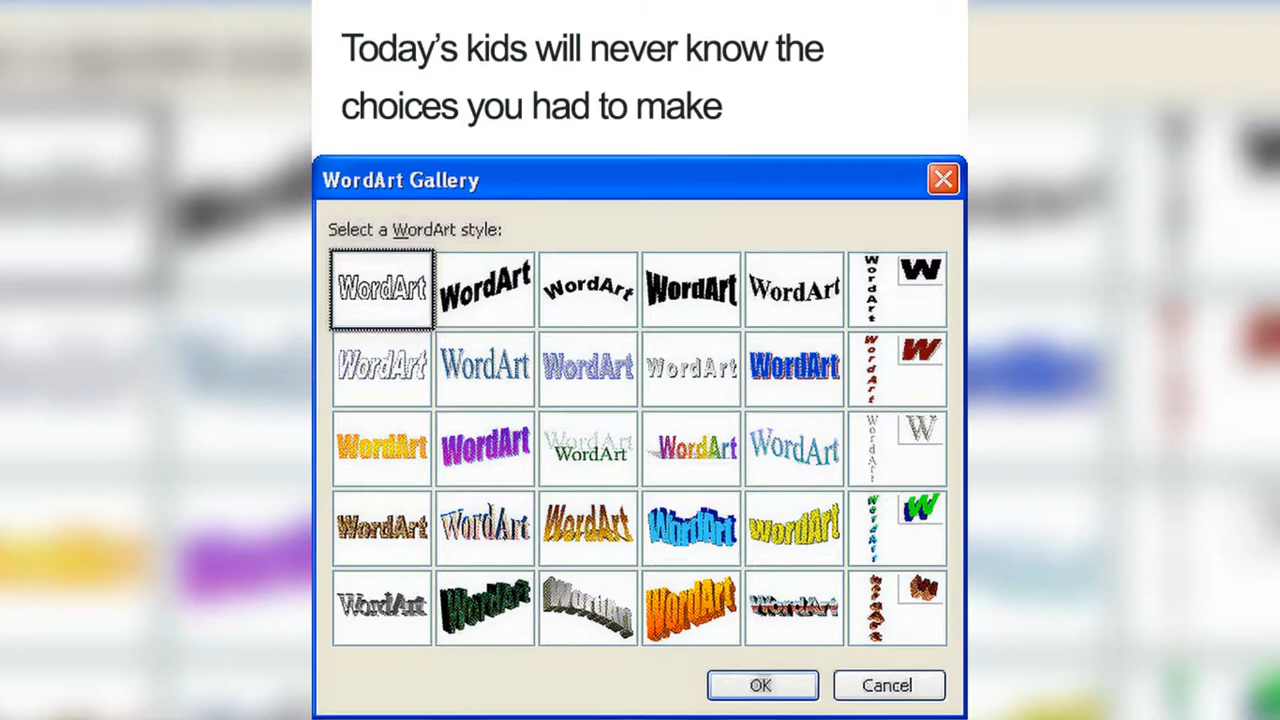 Today's kids will never know the
choices you had to make
WordArt Gallery
Select a WordArt style:
WordArt WordArt WordArt WordArt WordArt WordArt W
WordArt WordArt WordArt WordArt WordArt WordArt W
WordArt WordArt WordArt WordArt WordArt WordArt WordArt W
WordArt WordArt WordArt WordArt WordArt WordArt W
WordArt WordArt WordArt WordArt WordArt WordArt W
OK Cancel